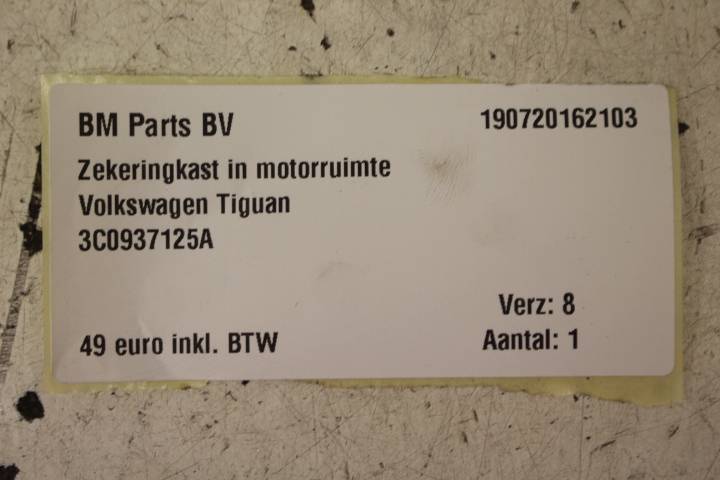 BM Parts BV 190720162103
Zekeringkast in motorruimte
Volkswagen Tiguan
3C0937125A
Verz: 8
49 euro inkl. BTW Aantal: 1